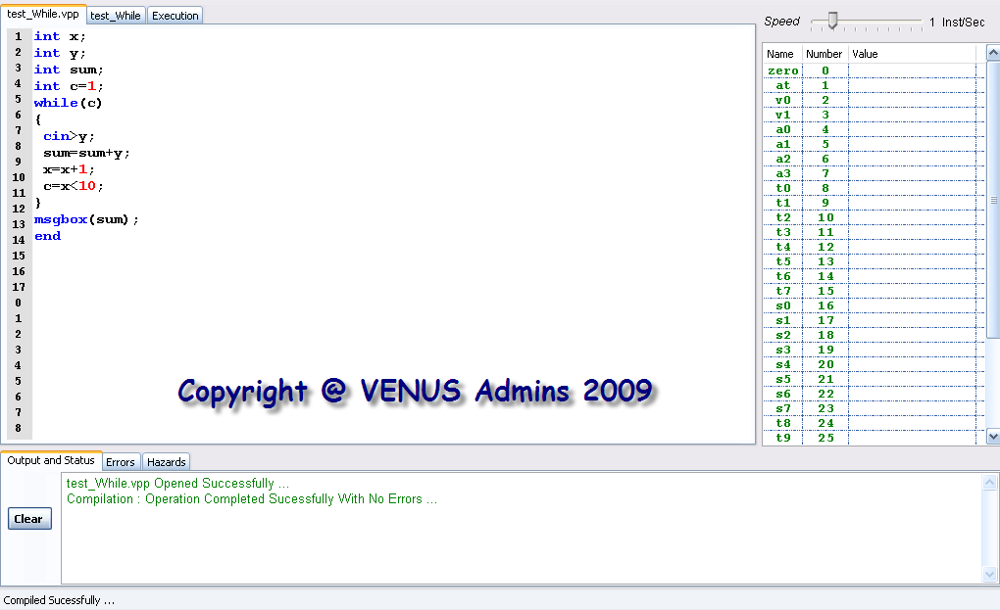 test_While.vpp test_While Execution
1 int x;
2 int y;
3 int sum;
4 int c=1;
5 while(c)
6 {
7 cin>y;
8 sum=sum+y;
9 x=x+1;
10 c=x<10;
11 }
12 msgbox(sum);
13 end
14
15
16
17
0
1
2
3
4
5
6
7
8
Copyright @ VENUS Admins 2009
Speed 1 Inst/Sec
Name Number Value
zero 0
at 1
v0 2
v1 3
a0 4
a1 5
a2 6
a3 7
t0 8
t1 9
t2 10
t3 11
t4 12
t5 13
t6 14
t7 15
s0 16
s1 17
s2 18
s3 19
s4 20
s5 21
s6 22
s7 23
t8 24
t9 25
Output and Status Errors Hazards
Clear
test_While.vpp Opened Successfully ...
Compilation : Operation Completed Sucessfully With No Errors ...
Compiled Sucessfully ...